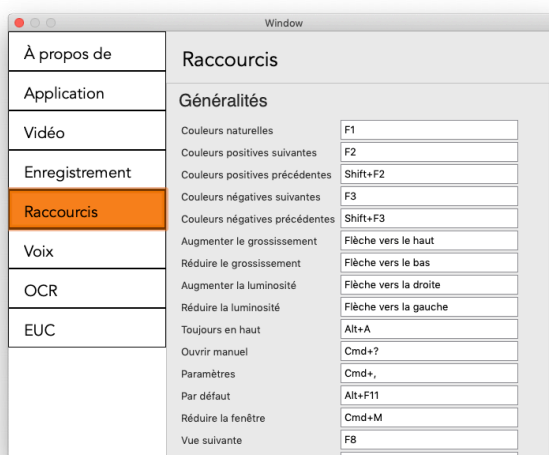 Window
À propos de
Application
Vidéo
Enregistrement
Raccourcis
Voix
OCR
EUC
Raccourcis
Généralités
Couleurs naturelles F1
Couleurs positives suivantes F2
Couleurs positives précédentes Shift+F2
Couleurs négatives suivantes F3
Couleurs négatives précédentes Shift+F3
Augmenter le grossissement Flèche vers le haut
Réduire le grossissement Flèche vers le bas
Augmenter la luminosité Flèche vers la droite
Réduire la luminosité Flèche vers la gauche
Toujours en haut Alt+A
Ouvrir manuel Cmd+?
Paramètres Cmd+,
Par défaut Alt+F11
Réduire la fenêtre Cmd+M
Vue suivante F8